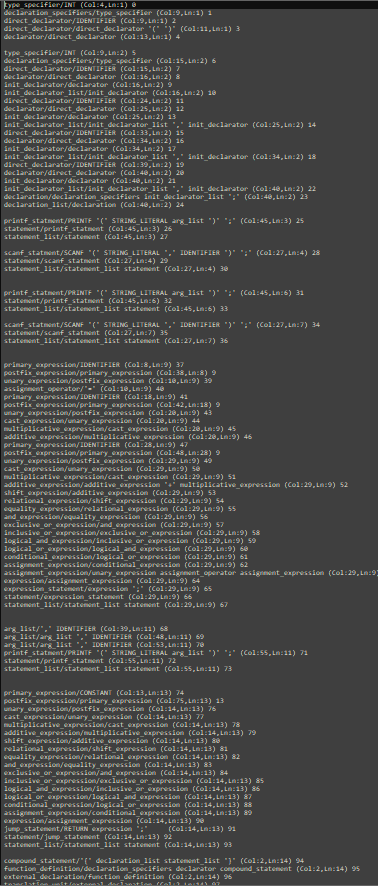 type_specifier/INT (Col:4,Ln:1) 0
declaration_specifiers/type_specifier (Col:9,Ln:1) 1
direct_declarator/IDENTIFIER (Col:9,Ln:1) 2
direct_declarator/direct_declarator "(" ")" (Col:11,Ln:1) 3
declarator/direct_declarator (Col:13,Ln:1) 4
type_specifier/INT (Col:9,Ln:2) 5
declaration_specifiers/type_specifier (Col:15,Ln:2) 6
direct_declarator/IDENTIFIER (Col:15,Ln:2) 7
declarator/direct_declarator (Col:16,Ln:2) 8
init_declarator/declarator (Col:16,Ln:2) 9
init_declarator_list/init_declarator (Col:16,Ln:2) 10
direct_declarator/IDENTIFIER (Col:24,Ln:2) 11
declarator/direct_declarator (Col:25,Ln:2) 12
init_declarator/declarator (Col:25,Ln:2) 13
init_declarator_list/init_declarator_list "," init_declarator (Col:25,Ln:2) 14
direct_declarator/IDENTIFIER (Col:33,Ln:2) 15
declarator/direct_declarator (Col:34,Ln:2) 16
init_declarator/declarator (Col:34,Ln:2) 17
init_declarator_list/init_declarator_list "," init_declarator (Col:34,Ln:2) 18
direct_declarator/IDENTIFIER (Col:39,Ln:2) 19
declarator/direct_declarator (Col:40,Ln:2) 20
init_declarator/declarator (Col:40,Ln:2) 21
init_declarator_list/init_declarator_list "," init_declarator (Col:40,Ln:2) 22
declaration/declaration_specifiers init_declarator_list ";" (Col:40,Ln:2) 23
declaration_list/declaration (Col:40,Ln:2) 24
printf_statment/PRINTF "(" STRING_LITERAL arg_list ")" ";" (Col:45,Ln:3) 25
statement/printf_statment (Col:45,Ln:3) 26
statement_list/statement (Col:45,Ln:3) 27
scanf_statment/SCANF "(" STRING_LITERAL "," IDENTIFIER ")" ";" (Col:27,Ln:4) 28
statement/scanf_statment (Col:27,Ln:4) 29
statement_list/statement_list statement (Col:27,Ln:4) 30
printf_statment/PRINTF "(" STRING_LITERAL arg_list ")" ";" (Col:45,Ln:6) 31
statement/printf_statment (Col:45,Ln:6) 32
statement_list/statement_list statement (Col:45,Ln:6) 33
scanf_statment/SCANF "(" STRING_LITERAL "," IDENTIFIER ")" ";" (Col:27,Ln:7) 34
statement/scanf_statment (Col:27,Ln:7) 35
statement_list/statement_list statement (Col:27,Ln:7) 36
primary_expression/IDENTIFIER (Col:8,Ln:9) 37
postfix_expression/primary_expression (Col:38,Col:8) 9
unary_expression/postfix_expression (Col:10,Ln:9) 39
assignment_operator/"=" (Col:10,Ln:9) 40
primary_expression/IDENTIFIER (Col:18,Ln:9) 41
postfix_expression/primary_expression (Col:42,Col:18) 9
unary_expression/postfix_expression (Col:20,Ln:9) 43
cast_expression/unary_expression (Col:20,Ln:9) 44
multiplicative_expression/cast_expression (Col:20,Ln:9) 45
additive_expression/multiplicative_expression (Col:20,Ln:9) 46
primary_expression/IDENTIFIER (Col:28,Ln:9) 47
postfix_expression/primary_expression (Col:48,Col:28) 9
unary_expression/postfix_expression (Col:29,Ln:9) 49
cast_expression/unary_expression (Col:29,Ln:9) 50
multiplicative_expression/cast_expression (Col:29,Ln:9) 51
additive_expression/additive_expression "+" multiplicative_expression (Col:29,Ln:9) 52
shift_expression/additive_expression (Col:29,Ln:9) 53
relational_expression/shift_expression (Col:29,Ln:9) 54
equality_expression/relational_expression (Col:29,Ln:9) 55
and_expression/equality_expression (Col:29,Ln:9) 56
exclusive_or_expression/and_expression (Col:29,Ln:9) 57
inclusive_or_expression/exclusive_or_expression (Col:29,Ln:9) 58
logical_and_expression/inclusive_or_expression (Col:29,Ln:9) 59
logical_or_expression/logical_and_expression (Col:29,Ln:9) 60
conditional_expression/logical_or_expression (Col:29,Ln:9) 61
assignment_expression/conditional_expression (Col:29,Ln:9) 62
assignment_expression/unary_expression assignment_operator assignment_expression (Col:29,Ln:9)
expression/assignment_expression (Col:29,Ln:9) 64
expression_statement/expression ";" (Col:29,Ln:9) 65
statement/expression_statement (Col:29,Ln:9) 66
statement_list/statement_list statement (Col:29,Ln:9) 67
arg_list/"," IDENTIFIER (Col:39,Ln:11) 68
arg_list/arg_list "," IDENTIFIER (Col:48,Ln:11) 69
arg_list/arg_list "," IDENTIFIER (Col:53,Ln:11) 70
printf_statment/PRINTF "(" STRING_LITERAL arg_list ")" ";" (Col:55,Ln:11) 71
statement/printf_statment (Col:55,Ln:11) 72
statement_list/statement_list statement (Col:55,Ln:11) 73
primary_expression/CONSTANT (Col:13,Ln:13) 74
postfix_expression/primary_expression (Col:75,Col:13) 13
unary_expression/postfix_expression (Col:14,Ln:13) 76
cast_expression/unary_expression (Col:14,Ln:13) 77
multiplicative_expression/cast_expression (Col:14,Ln:13) 78
additive_expression/multiplicative_expression (Col:14,Ln:13) 79
shift_expression/additive_expression (Col:14,Ln:13) 80
relational_expression/shift_expression (Col:14,Ln:13) 81
equality_expression/relational_expression (Col:14,Ln:13) 82
and_expression/equality_expression (Col:14,Ln:13) 83
exclusive_or_expression/and_expression (Col:14,Ln:13) 84
inclusive_or_expression/exclusive_or_expression (Col:14,Ln:13) 85
logical_and_expression/inclusive_or_expression (Col:14,Ln:13) 86
logical_or_expression/logical_and_expression (Col:14,Ln:13) 87
conditional_expression/logical_or_expression (Col:14,Ln:13) 88
assignment_expression/conditional_expression (Col:14,Ln:13) 89
expression/assignment_expression (Col:14,Ln:13) 90
jump_statement/RETURN expression ";" (Col:14,Ln:13) 91
statement/jump_statement (Col:14,Ln:13) 92
statement_list/statement_list statement (Col:14,Ln:13) 93
compound_statement/"{" declaration_list statement_list "}" (Col:2,Ln:14) 94
function_definition/declaration_specifiers declarator compound_statement (Col:2,Ln:14) 95
external_declaration/function_definition (Col:2,Ln:14) 96
translation_unit/external_declaration (Col:2,Ln:14) 97